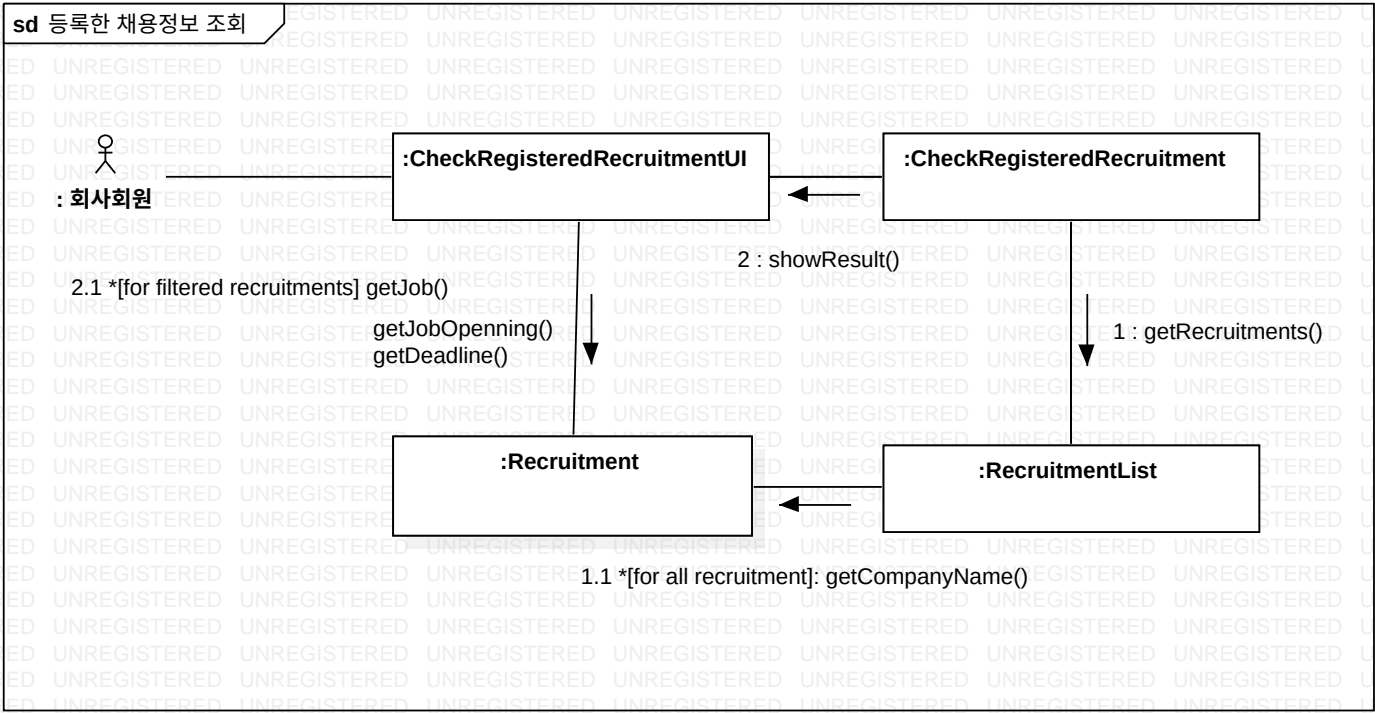 sd 등록한 채용정보 조회
: 회사회원
:CheckRegisteredRecruitmentUI
:CheckRegisteredRecruitment
2 : showResult()
2.1 *[for filtered recruitments] getJob()
getJobOpenning()
getDeadline()
1 : getRecruitments()
:Recruitment
:RecruitmentList
1.1 *[for all recruitment]: getCompanyName()
UNREGISTERED